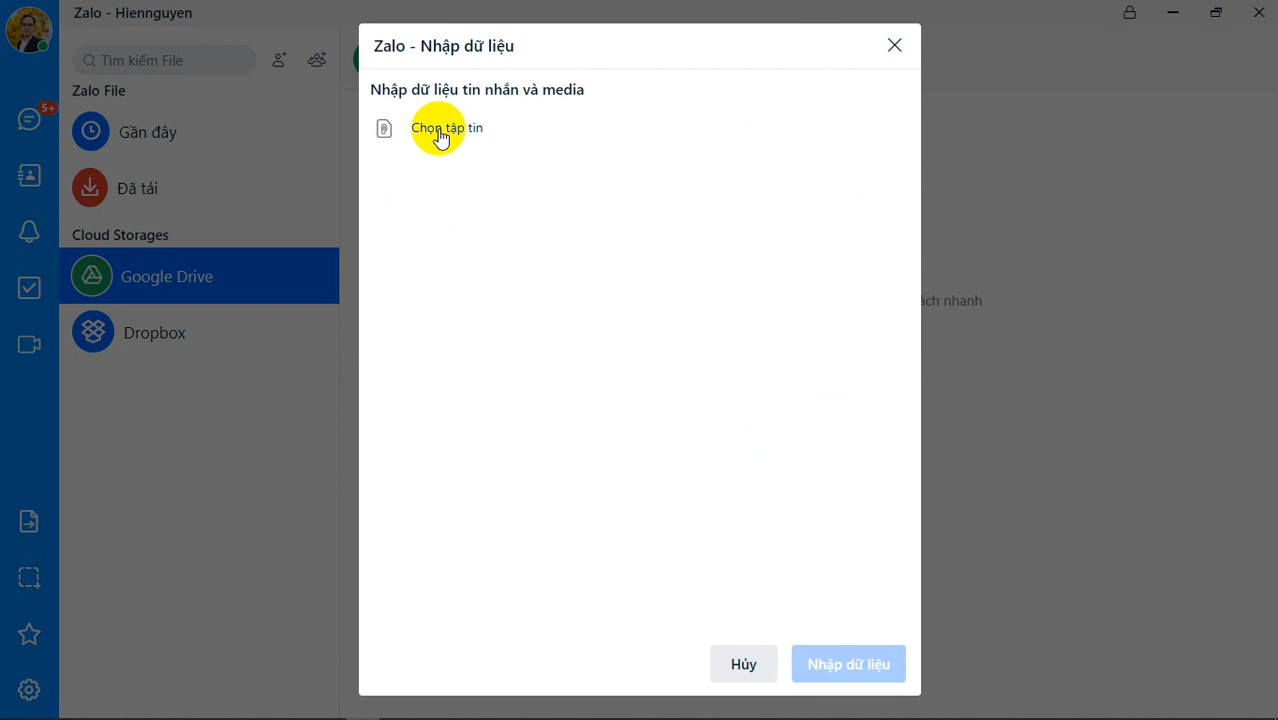 Zalo - Hiennguyen
Tìm kiếm File
Zalo File
Gần đây
Đã tải
Cloud Storages
Google Drive
Dropbox
5+
Zalo - Nhập dữ liệu
Nhập dữ liệu tin nhắn và media
Chọn tập tin
ách nhanh
Hủy
Nhập dữ liệu